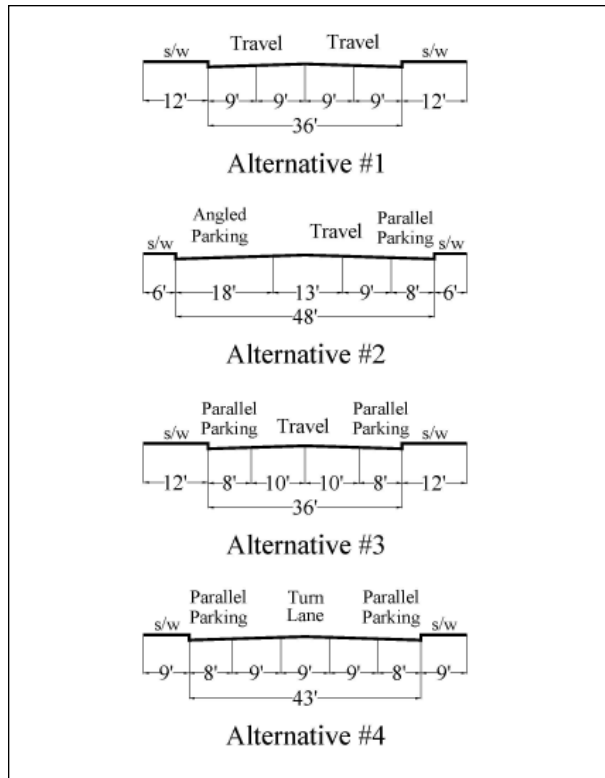 s/w Travel Travel s/w
12' 9' 9' 9' 9' 12'
36'
Alternative #1
Angled Parallel
s/w Parking Travel Parking s/w
6' 18' 13' 9' 8' 6'
48'
Alternative #2
Parallel Parallel
s/w Parking Travel Parking s/w
12' 8' 10' 10' 8' 12'
36'
Alternative #3
Parallel Turn Parallel
s/w Parking Lane Parking s/w
9' 8' 9' 9' 9' 8' 9'
43'
Alternative #4